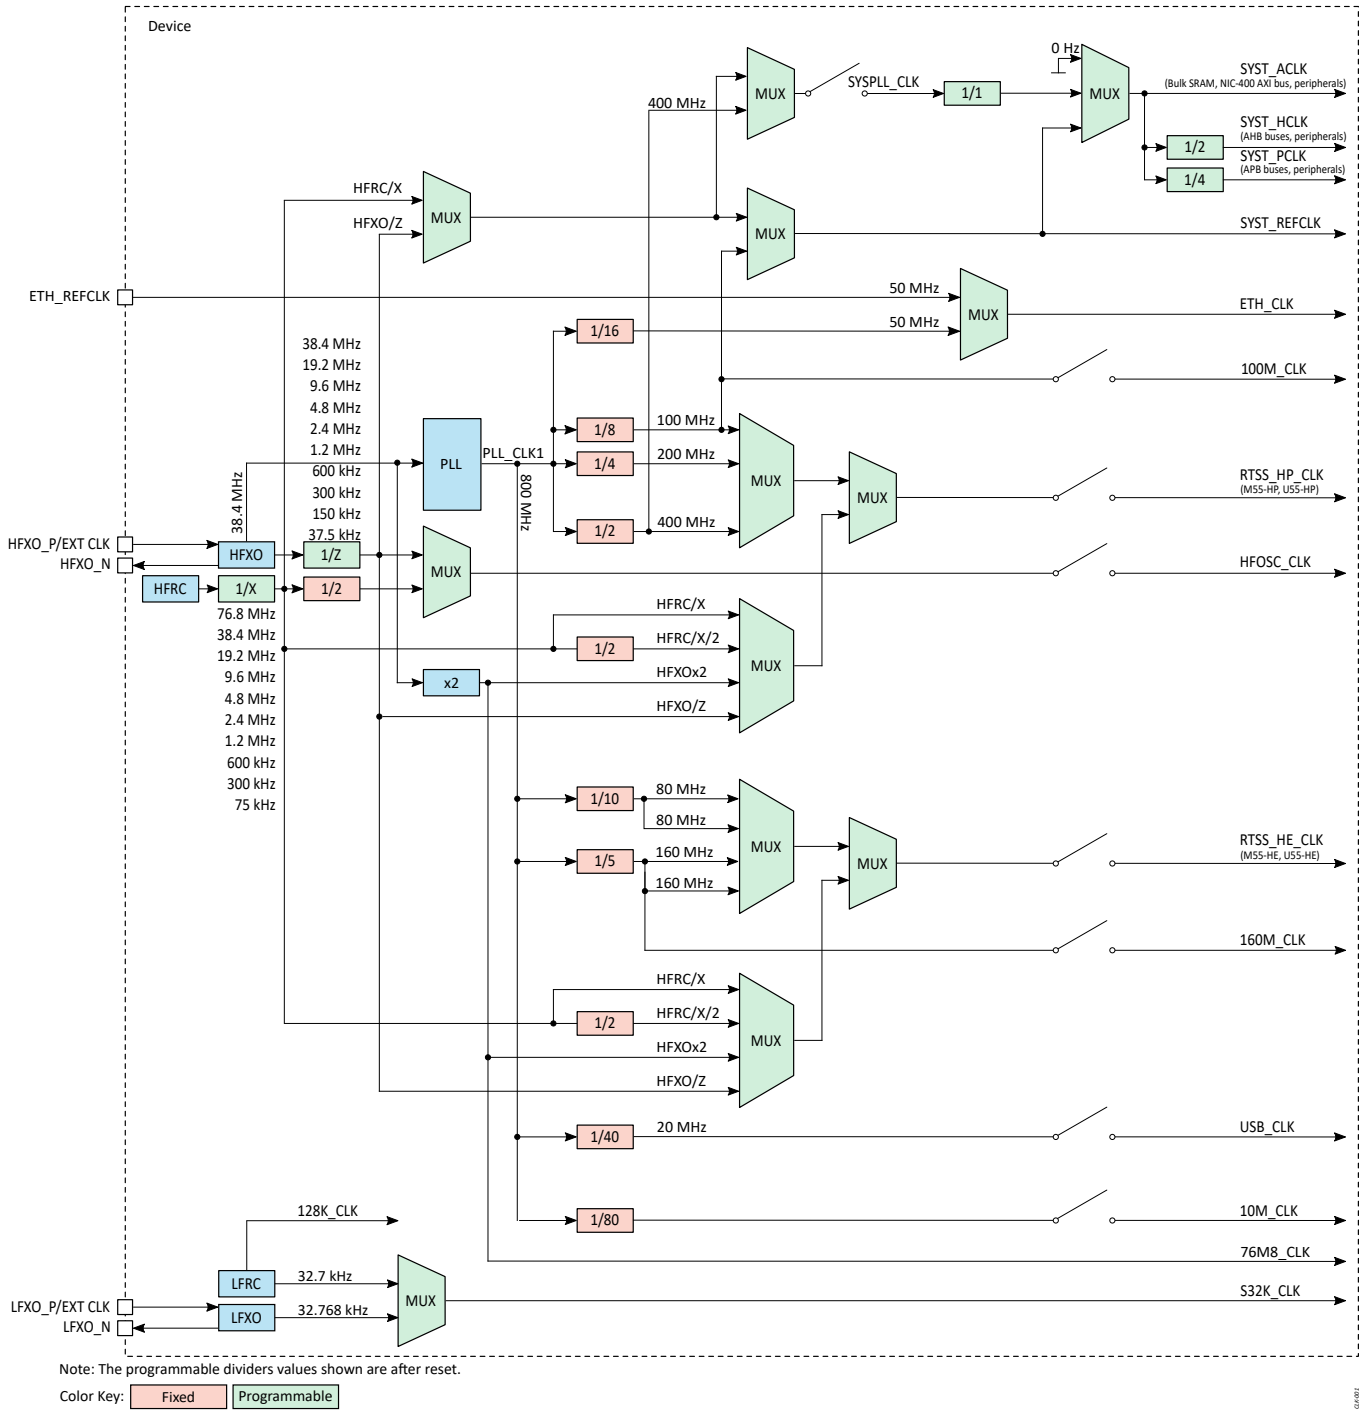 Device
0 Hz
MUX
MUX
SYSPLL_CLK
1/1
400 MHz
SYST_ACLK
(Bulk SRAM, NIC-400 AXI bus, peripherals)
SYST_HCLK
(AHB buses, peripherals)
1/2
SYST_PCLK
(APB buses, peripherals)
1/4
HFRC/X
HFXO/Z
MUX
MUX
SYST_REFCLK
ETH_REFCLK
50 MHz
50 MHz
MUX
ETH_CLK
1/16
38.4 MHz
19.2 MHz
9.6 MHz
4.8 MHz
2.4 MHz
1.2 MHz
600 kHz
300 kHz
150 kHz
37.5 kHz
100M_CLK
1/8
100 MHz
PLL
PLL_CLK1
1/4
200 MHz
MUX
MUX
RTSS_HP_CLK
(M55-HP, U55-HP)
38.4 MHz
800 MHz
1/2
400 MHz
HFXO_P/EXT CLK
HFXO_N
HFXO
1/Z
HFRC
1/X
1/2
MUX
HFOSC_CLK
76.8 MHz
38.4 MHz
19.2 MHz
9.6 MHz
4.8 MHz
2.4 MHz
1.2 MHz
600 kHz
300 kHz
75 kHz
HFRC/X
1/2
HFRC/X/2
x2
HFXOx2
HFXO/Z
MUX
1/10
80 MHz
80 MHz
1/5
160 MHz
160 MHz
MUX
MUX
RTSS_HE_CLK
(M55-HE, U55-HE)
160M_CLK
HFRC/X
1/2
HFRC/X/2
HFXOx2
HFXO/Z
MUX
1/40
20 MHz
USB_CLK
128K_CLK
1/80
10M_CLK
76M8_CLK
LFRC
32.7 kHz
LFXO_P/EXT CLK
LFXO_N
LFXO
32.768 kHz
MUX
S32K_CLK
Note: The programmable dividers values shown are after reset.
Color Key:
Fixed
Programmable